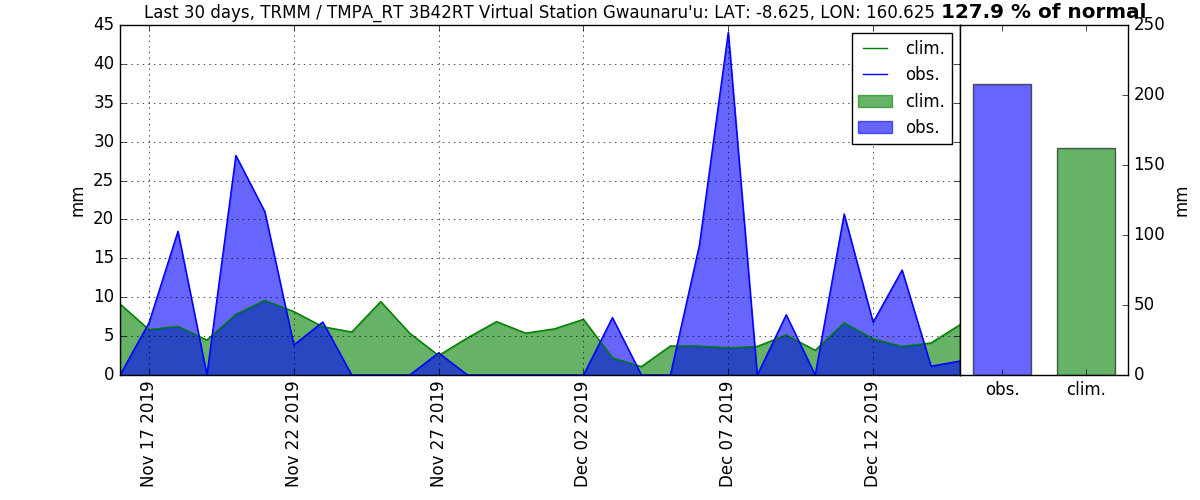 Last 30 days, TRMM / TMPA_RT 3B42RT Virtual Station Gwaunaru'u: LAT: -8.625, LON: 160.625 127.9 % of normal
45
40
35
30
25
20
15
10
5
0
mm
clim.
obs.
clim.
obs.
Nov 17 2019
Nov 22 2019
Nov 27 2019
Dec 02 2019
Dec 07 2019
Dec 12 2019
250
200
150
100
50
0
mm
obs.
clim.